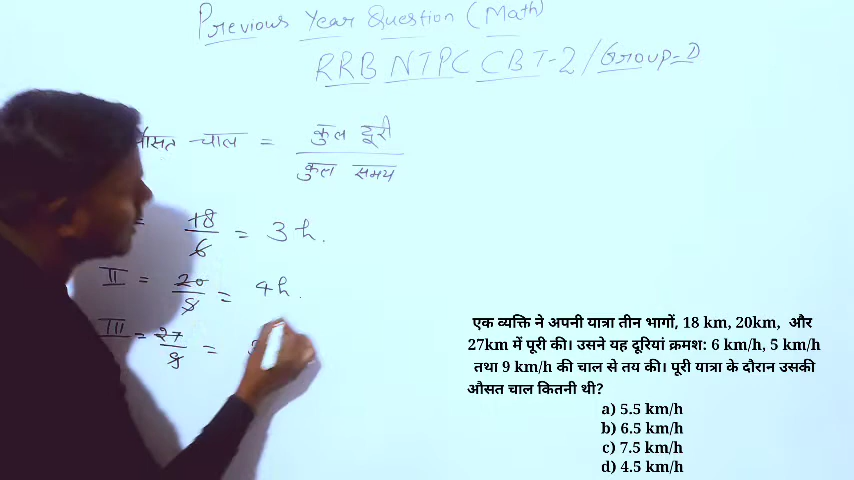 Previous Year Question (Math)
RRB NTPC CBT-2 / Group-D
औसत चाल = कुल दूरी
कुल समय
= 18/6 = 3 h.
II = 20/5 = 4 h.
III = 27/9 = 3
एक व्यक्ति ने अपनी यात्रा तीन भागों, 18 km, 20km, और
27km में पूरी की। उसने यह दूरियां क्रमश: 6 km/h, 5 km/h
तथा 9 km/h की चाल से तय की। पूरी यात्रा के दौरान उसकी
औसत चाल कितनी थी?
a) 5.5 km/h
b) 6.5 km/h
c) 7.5 km/h
d) 4.5 km/h